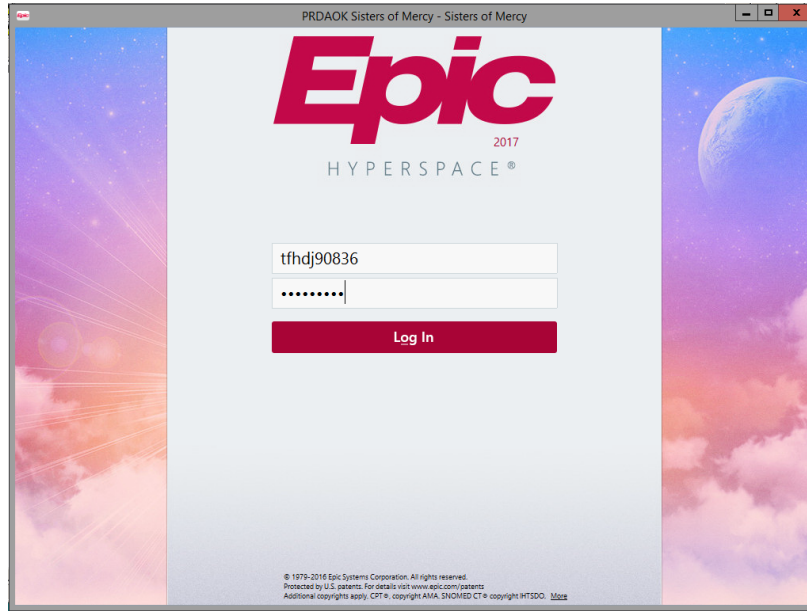 PRDAOK Sisters of Mercy - Sisters of Mercy
Epic
2017
HYPERSPACE®
tfhdj90836
•••••••••
Log In
© 1979-2016 Epic Systems Corporation. All rights reserved.
Protected by U.S. patents. For details visit www.epic.com/patents
Additional copyrights apply. CPT®, copyright AMA. SNOMED CT® copyright IHTSDO. More